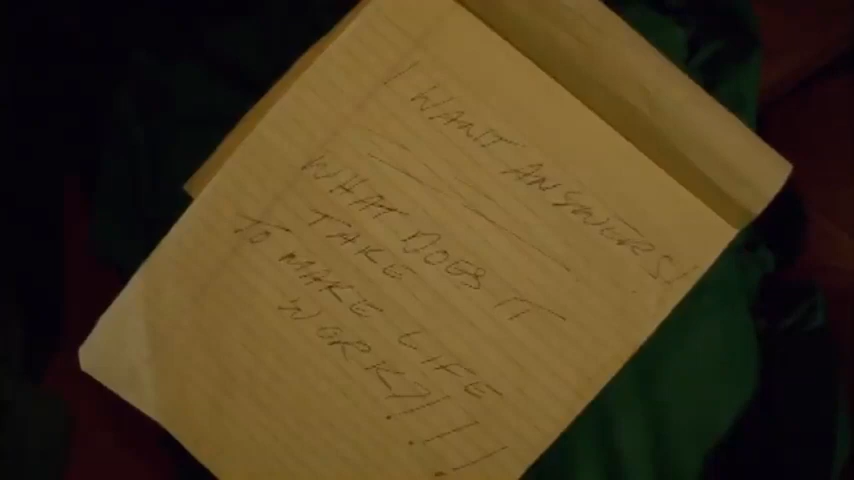 I WANT ANSWERS!
WHAT DOES IT
TAKE
TO MAKE LIFE
WORK?!!!